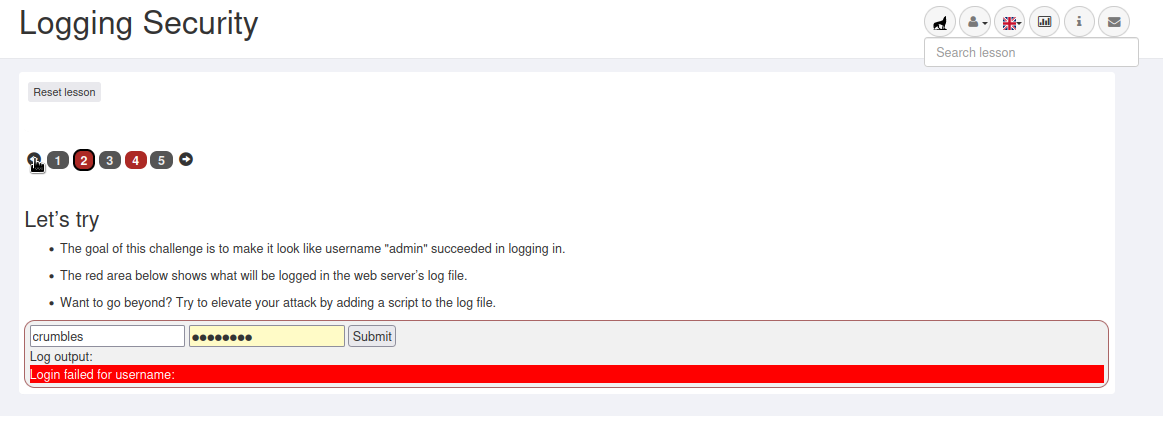 Logging Security
Search lesson
Reset lesson
1 2 3 4 5
Let's try
• The goal of this challenge is to make it look like username "admin" succeeded in logging in.
• The red area below shows what will be logged in the web server's log file.
• Want to go beyond? Try to elevate your attack by adding a script to the log file.
crumbles ●●●●●●●● Submit
Log output:
Login failed for username: